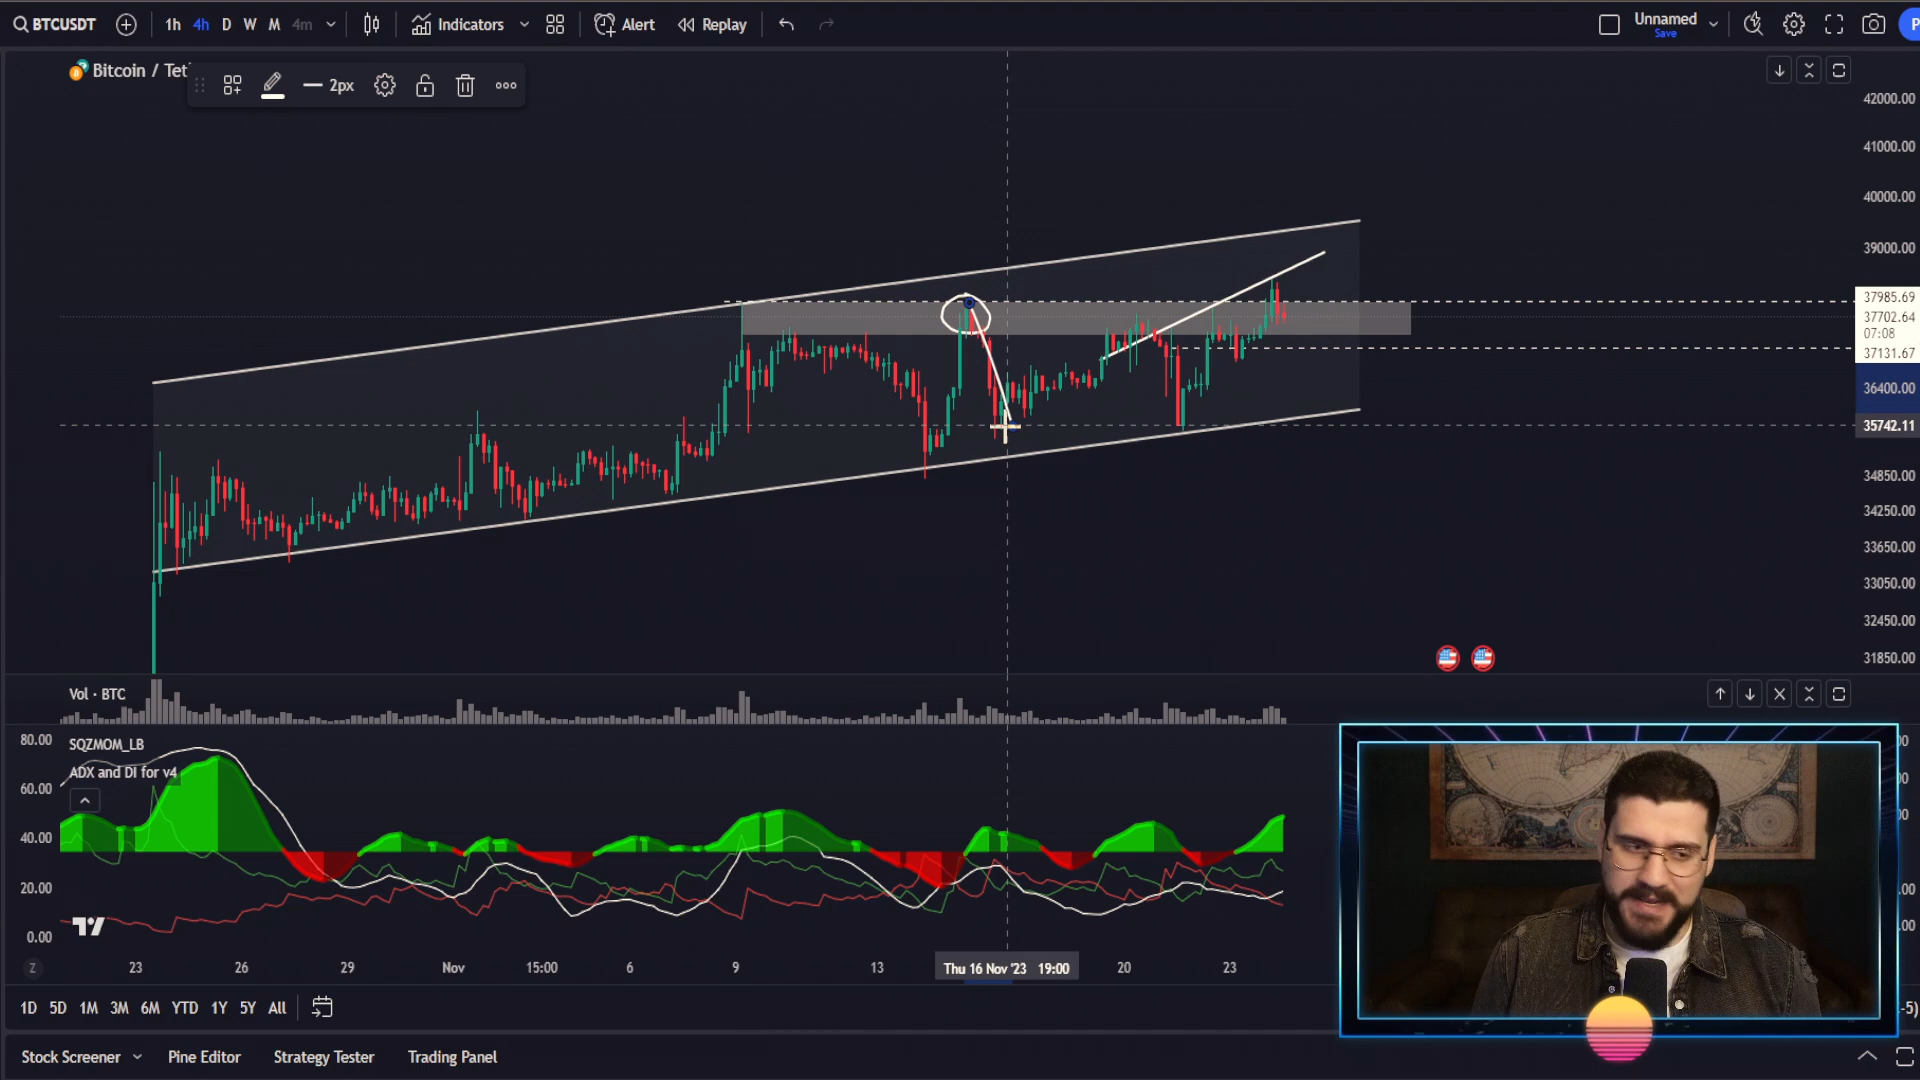 BTCUSDT 1h 4h D W M 4m Indicators Alert Replay Unnamed
Save
P
Bitcoin / Tet
2px
42000.00
41000.00
40000.00
39000.00
37985.69
37702.64
07:08
37131.67
36400.00
35742.11
34850.00
34250.00
33650.00
33050.00
32450.00
31850.00
Vol · BTC
80.00
SQZMOM_LB
ADX and DI for v4
60.00
40.00
20.00
0.00
Z 23 26 29 Nov 15:00 6 9 13 Thu 16 Nov '23 19:00 20 23
1D 5D 1M 3M 6M YTD 1Y 5Y All
-5)
Stock Screener Pine Editor Strategy Tester Trading Panel